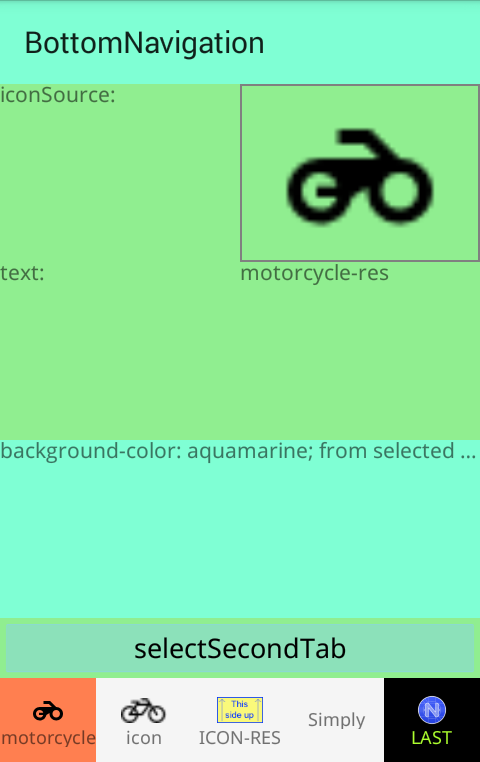 BottomNavigation
iconSource:
text:
motorcycle-res
background-color: aquamarine; from selected ...
selectSecondTab
motorcycle
icon
This
side up
ICON-RES
Simply
N
LAST